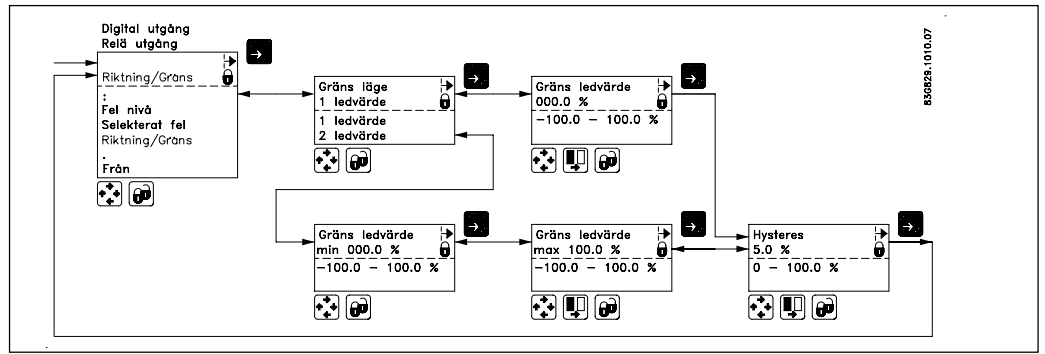 Digital utgång
Relä utgång
Riktning/Gräns
:
Fel nivå
Selekterat fel
Riktning/Gräns
.
Från
Gräns läge
1 ledvärde
1 ledvärde
2 ledvärde
Gräns ledvärde
000.0 %
-100.0 - 100.0 %
Gräns ledvärde
min 000.0 %
-100.0 - 100.0 %
Gräns ledvärde
max 100.0 %
-100.0 - 100.0 %
Hysteres
5.0 %
0 - 100.0 %
830829.1010.07